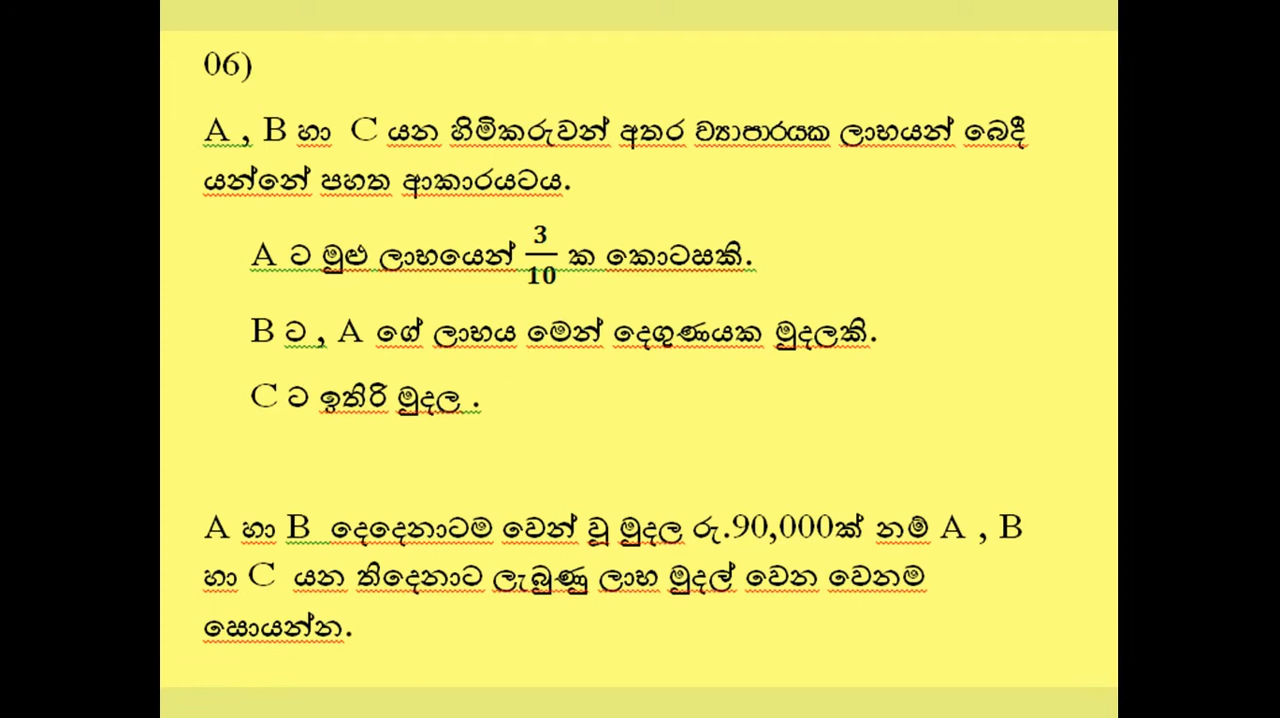 06)
A , B හා C යන හිමිකරුවන් අතර ව්‍යාපාරයක ලාභයන් බෙදී
යන්නේ පහත ආකාරයටය.
A ට මුළු ලාභයෙන් 3/10 ක කොටසකි.
B ට , A ගේ ලාභය මෙන් දෙගුණයක මුදලකි.
C ට ඉතිරි මුදල .
A හා B දෙදෙනාටම වෙන් වූ මුදල රු.90,000ක් නම් A , B
හා C යන තිදෙනාට ලැබුණු ලාභ මුදල් වෙන වෙනම
සොයන්න.